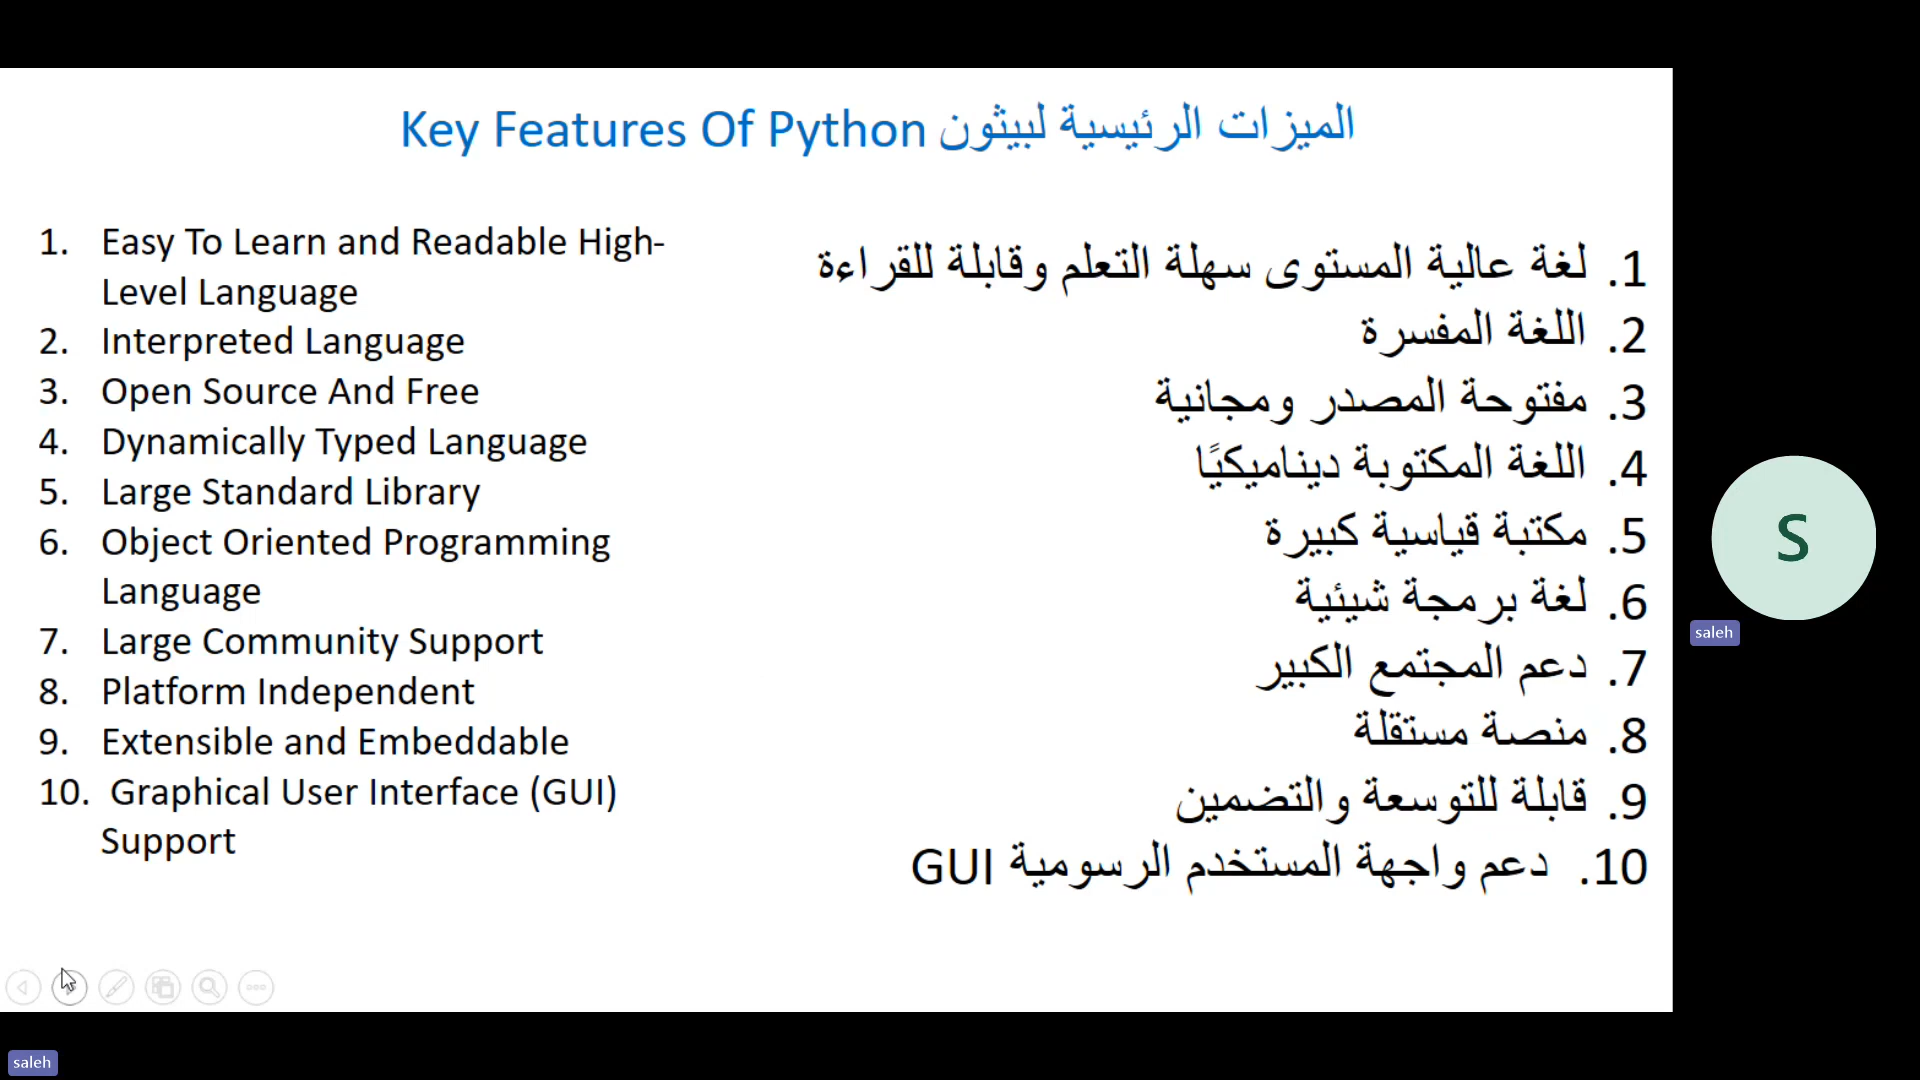 Key Features Of Python الميزات الرئيسية لبيثون
1. Easy To Learn and Readable High-
Level Language
2. Interpreted Language
3. Open Source And Free
4. Dynamically Typed Language
5. Large Standard Library
6. Object Oriented Programming
Language
7. Large Community Support
8. Platform Independent
9. Extensible and Embeddable
10. Graphical User Interface (GUI)
Support
1. لغة عالية المستوى سهلة التعلم وقابلة للقراءة
2. اللغة المفسرة
3. مفتوحة المصدر ومجانية
4. اللغة المكتوبة ديناميكيًا
5. مكتبة قياسية كبيرة
6. لغة برمجة شيئية
7. دعم المجتمع الكبير
8. منصة مستقلة
9. قابلة للتوسعة والتضمين
10. دعم واجهة المستخدم الرسومية GUI
S
saleh
saleh